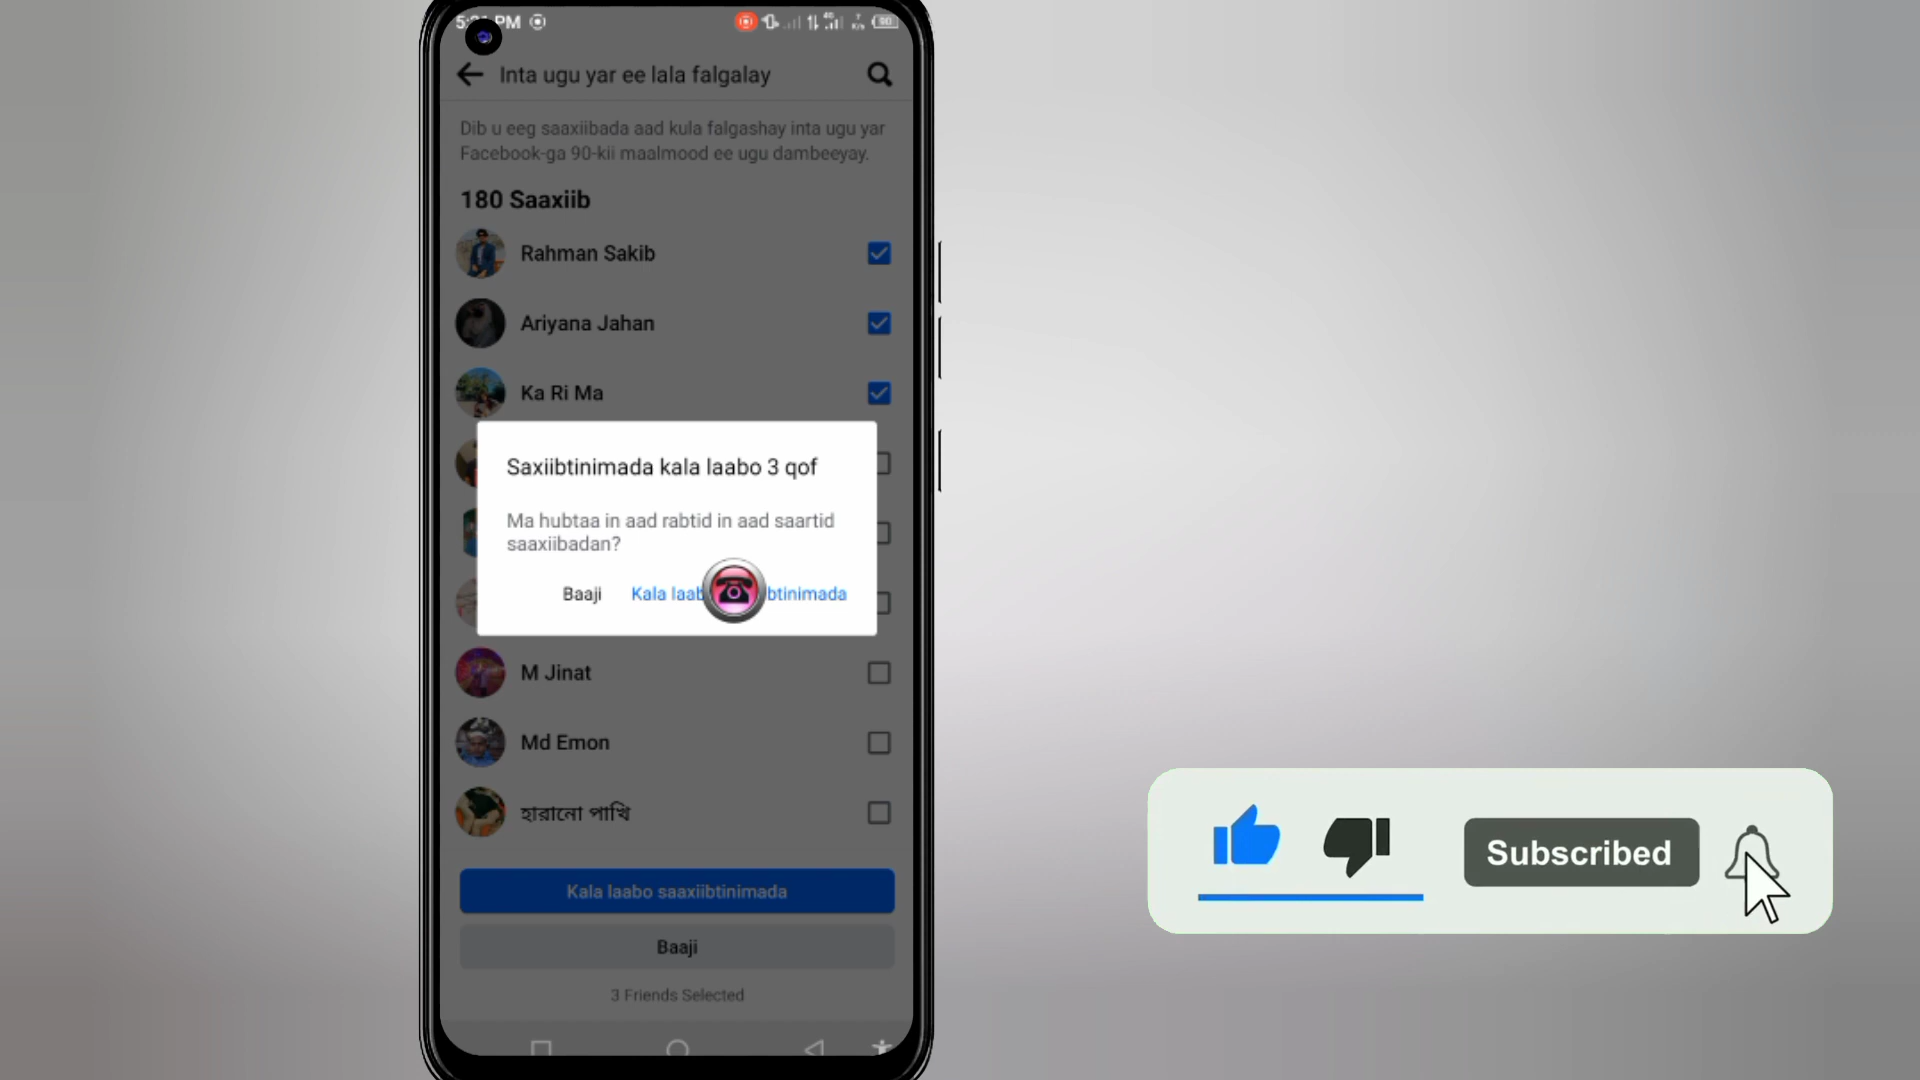 PM
Inta ugu yar ee lala falgalay
Dib u eeg saaxiibada aad kula falgashay inta ugu yar
Facebook-ga 90-kii maalmood ee ugu dambeeyay.
180 Saaxiib
Rahman Sakib
Ariyana Jahan
Ka Ri Ma
Saxiibtinimada kala laabo 3 qof
Ma hubtaa in aad rabtid in aad saartid
saaxiibadan?
Baaji
Kala
M Jinat
Md Emon
হারানো পাখি
Kala laabo saaxiibtinimada
Baaji
3 Friends Selected
Subscribed